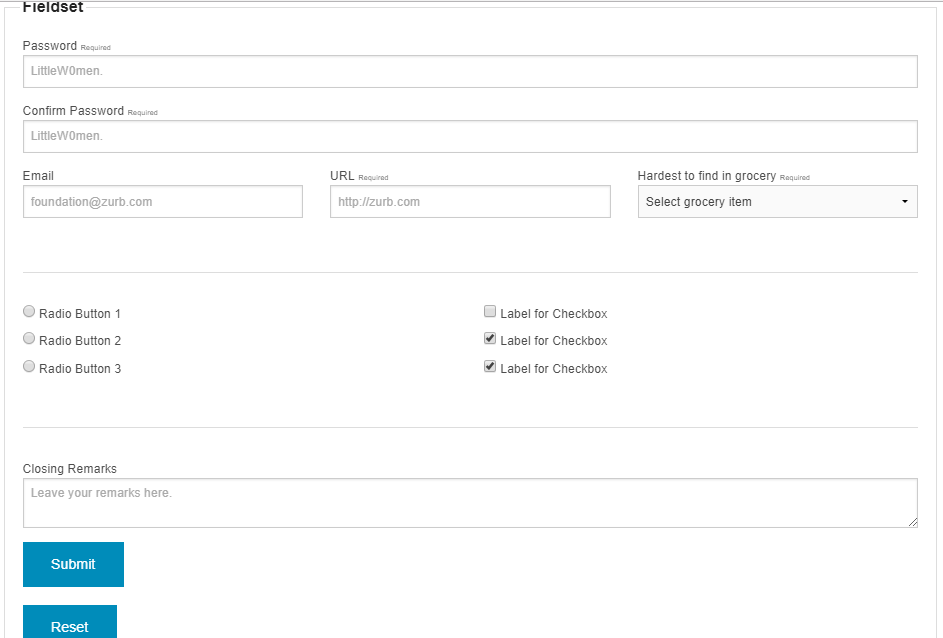 Fieldset
Password Required
LittleW0men.
Confirm Password Required
LittleW0men.
Email URL Required Hardest to find in grocery Required
foundation@zurb.com http://zurb.com Select grocery item
Radio Button 1 Label for Checkbox
Radio Button 2 Label for Checkbox
Radio Button 3 Label for Checkbox
Closing Remarks
Leave your remarks here.
Submit
Reset